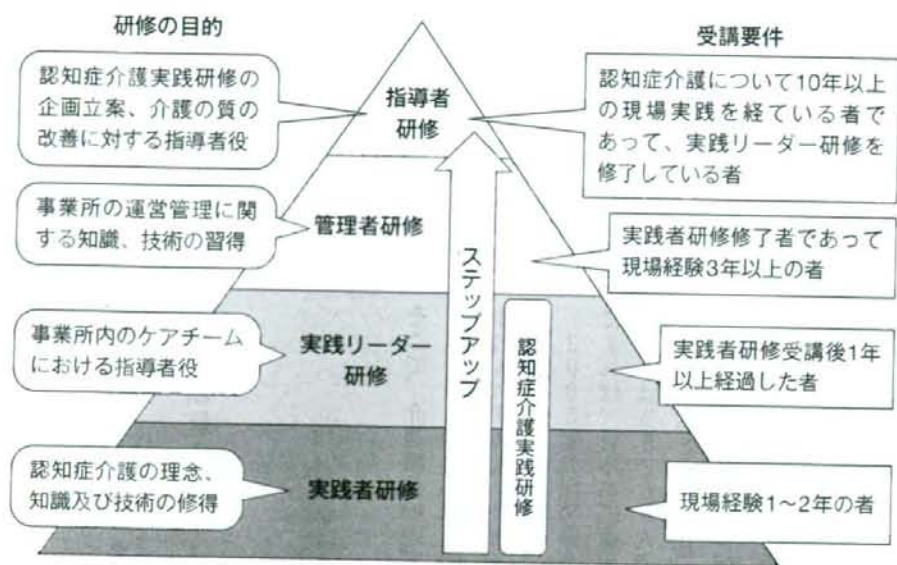 研修の目的
認知症介護実践研修の
企画立案、介護の質の
改善に対する指導者役
事業所の運営管理に関
する知識、技術の習得
事業所内のケアチーム
における指導者役
認知症介護の理念、
知識及び技術の修得
指導者
研修
管理者研修
実践リーダー
研修
実践者研修
ステップアップ
認知症介護実践研修
受講要件
認知症介護について10年以上
の現場実践を経ている者で
あって、実践リーダー研修を
修了している者
実践者研修修了者であって
現場経験3年以上の者
実践者研修受講後1年
以上経過した者
現場経験1〜2年の者